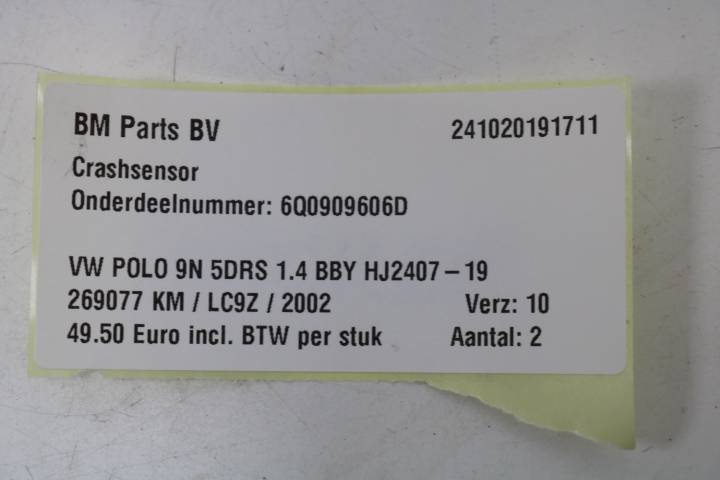 BM Parts BV 241020191711
Crashsensor
Onderdeelnummer: 6Q0909606D
VW POLO 9N 5DRS 1.4 BBY HJ2407-19
269077 KM / LC9Z / 2002 Verz: 10
49.50 Euro incl. BTW per stuk Aantal: 2